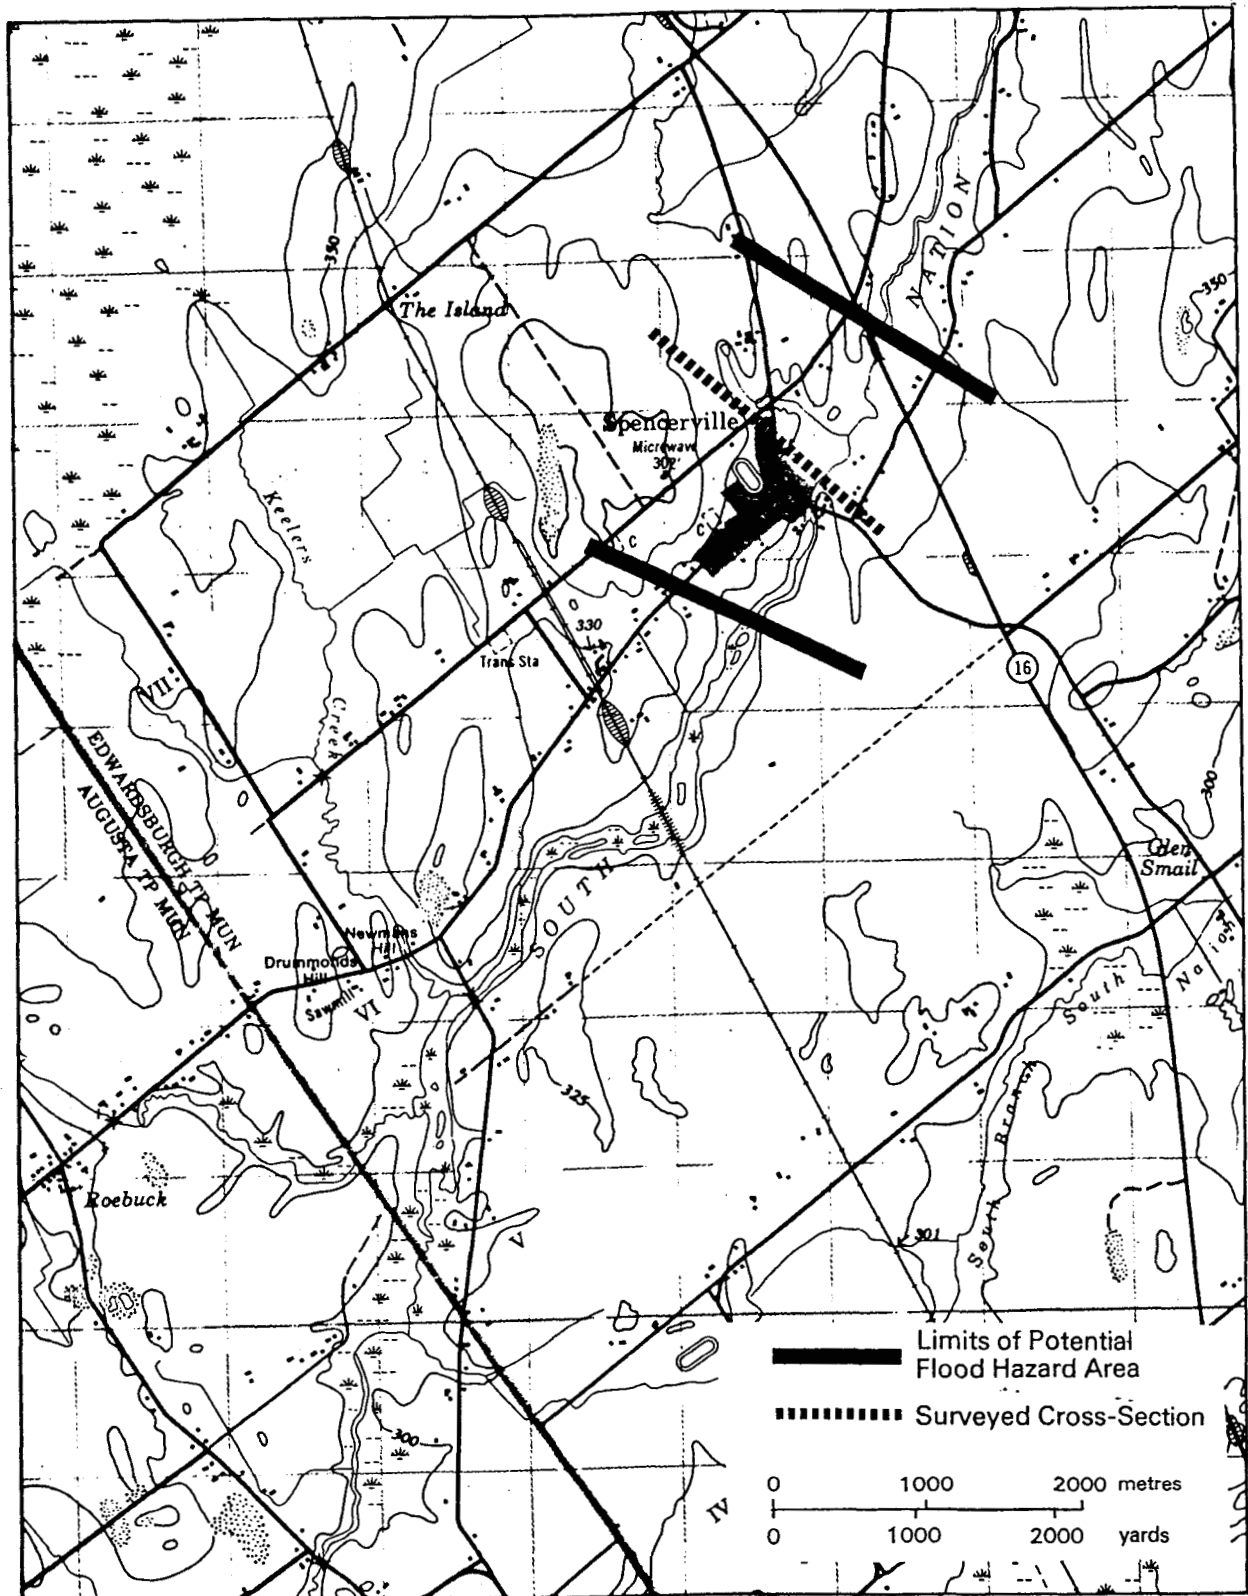 NATION
350
350
The Island
Spencerville
Microwave
302'
Keelers
Creek
C
C
330
Trans Sta
16
VII
EDWARDSBURGH TP MUN
AUGUSTA TP MUN
300
Glen
Smail
SOUTH
Newmans
Hill
Drummonds
Hill
Sawmill
VI
South
Nation
South Branch
325
Roebuck
V
301
300
IV
Limits of Potential
Flood Hazard Area
Surveyed Cross-Section
0 1000 2000 metres
0 1000 2000 yards